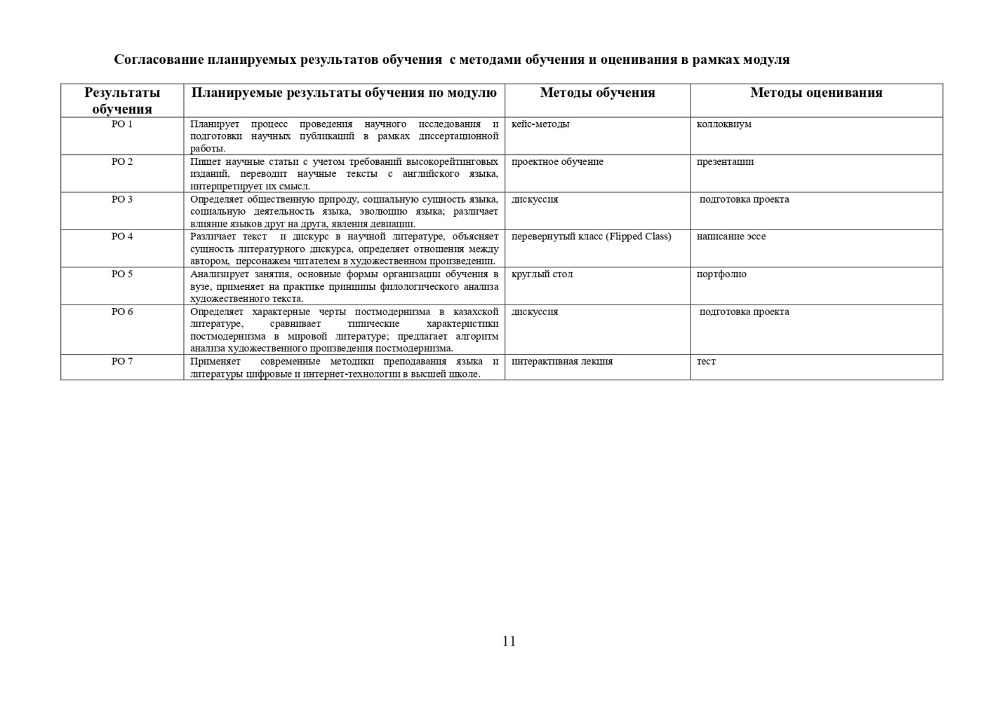 Согласование планируемых результатов обучения  с методами обучения и оценивания в рамках модуля
Результаты обучения
Планируемые результаты обучения по модулю
Методы обучения
Методы оценивания
РО 1
Планирует процесс проведения научного исследования и
подготовки научных публикаций в рамках диссертационной
работы.
кейс-методы
коллоквиум
РО 2
Пишет научные статьи с учетом требований высокорейтинговых
изданий, переводит научные тексты с английского языка,
интерпретирует их смысл.
проектное обучение
презентации
РО 3
Определяет общественную природу, социальную сущность языка,
социальную деятельность языка, эволюцию языка; различает
влияние языков друг на друга, явления девиации.
дискуссия
подготовка проекта
РО 4
Различает текст  и дискурс в научной литературе, объясняет
сущность литературного дискурса, определяет отношения между
автором,  персонажем читателем в художественном произведении.
перевернутый класс (Flipped Class)
написание эссе
РО 5
Анализирует занятия, основные формы организации обучения в
вузе, применяет на практике принципы филологического анализа
художественного текста.
круглый стол
портфолио
РО 6
Определяет характерные черты постмодернизма в казахской
литературе, сравнивает типические характеристики
постмодернизма в мировой литературе; предлагает алгоритм
анализа художественного произведения постмодернизма.
дискуссия
подготовка проекта
РО 7
Применяет  современные методики преподавания языка и
литературы цифровые и интернет-технологии в высшей школе.
интерактивная лекция
тест
11